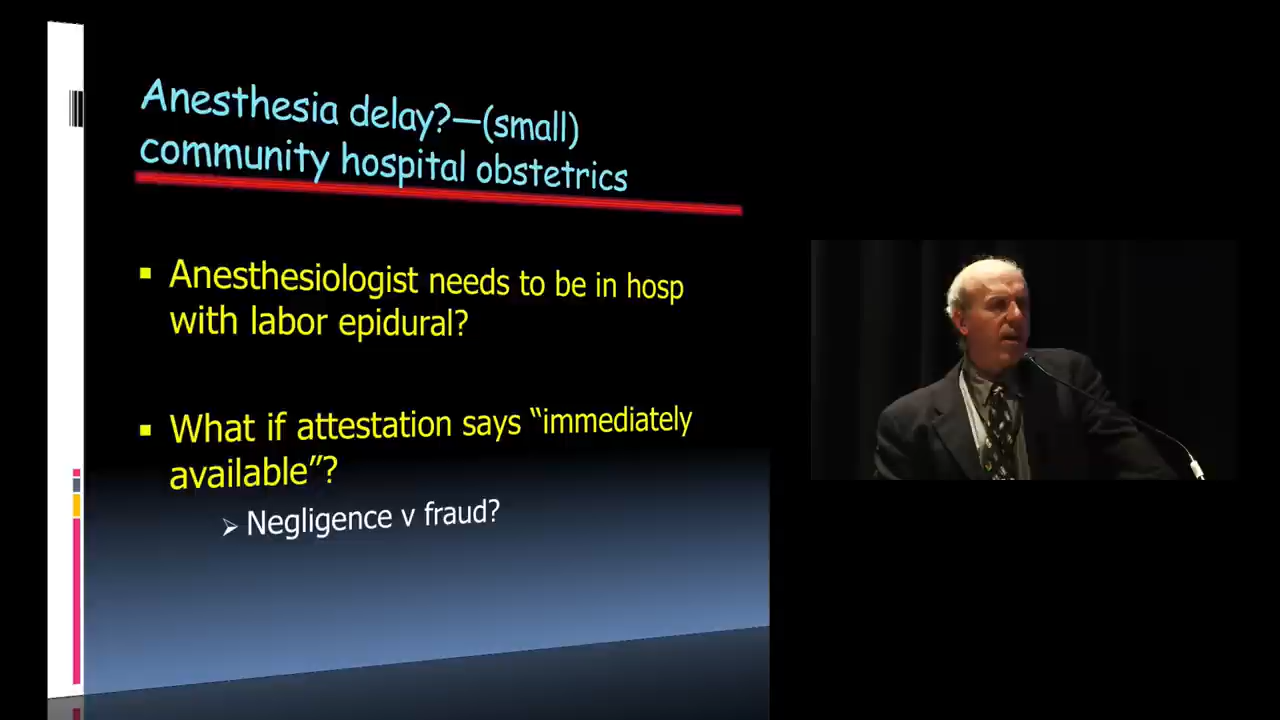 Anesthesia delay?—(small)
community hospital obstetrics
Anesthesiologist needs to be in hosp
with labor epidural?
What if attestation says “immediately
available”?
Negligence v fraud?